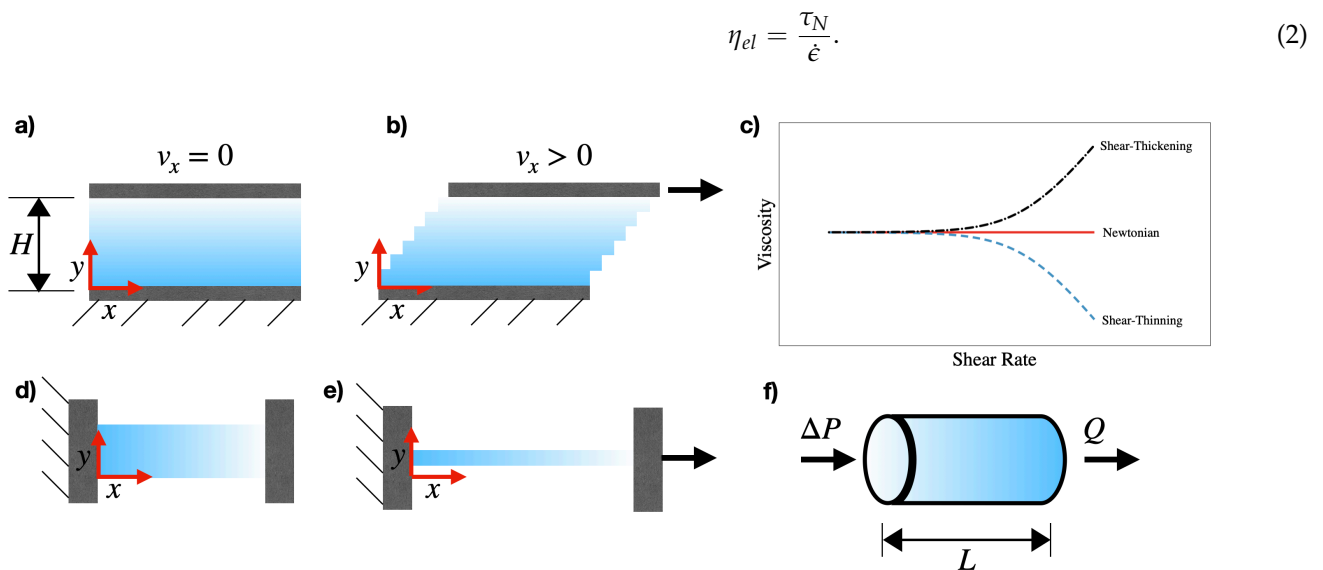 η_el = τ_N / ε̇. (2)
a)
v_x = 0
H
y
x
b)
v_x > 0
y
x
c)
Viscosity
Shear-Thickening
Newtonian
Shear-Thinning
Shear Rate
d)
y
x
e)
y
x
f)
ΔP
Q
L